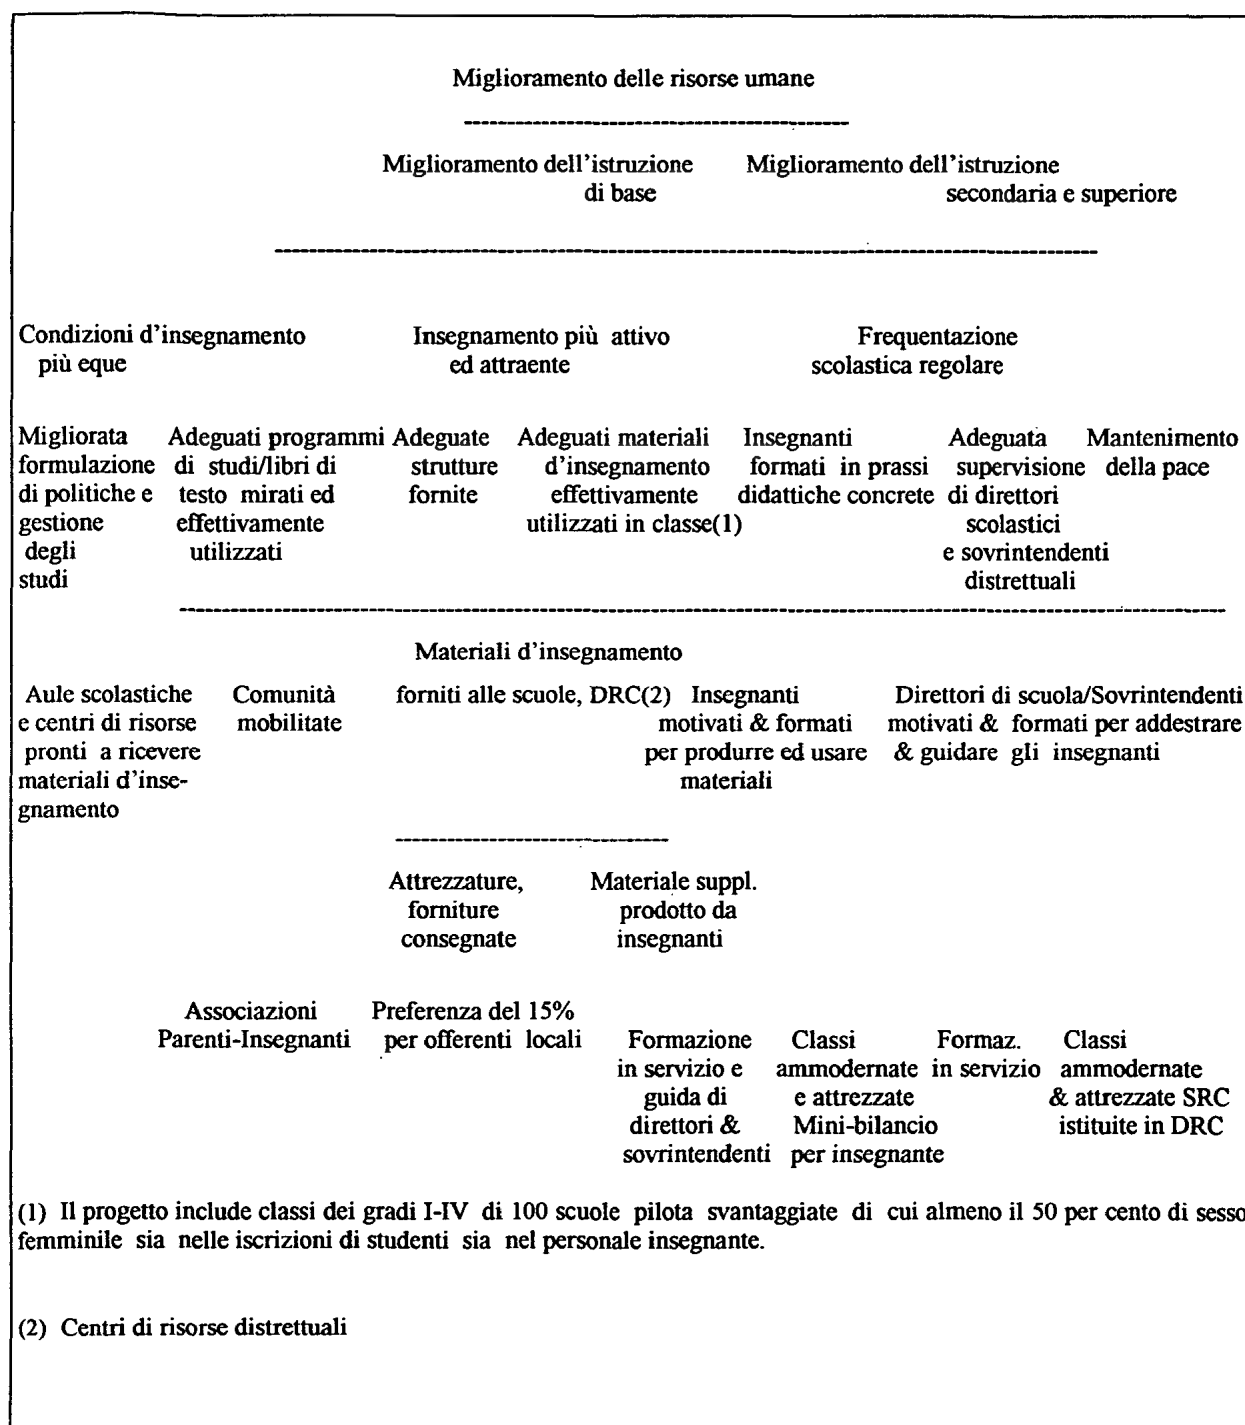 Miglioramento delle risorse umane
Miglioramento dell'istruzione
di base
Miglioramento dell'istruzione
secondaria e superiore
Condizioni d'insegnamento
più eque
Insegnamento più attivo
ed attraente
Frequentazione
scolastica regolare
Migliorata
formulazione
di politiche e
gestione
degli
studi
Adeguati programmi
di studi/libri di
testo mirati ed
effettivamente
utilizzati
Adeguate
strutture
fornite
Adeguati materiali
d'insegnamento
effettivamente
utilizzati in classe(1)
Insegnanti
formati in prassi
didattiche concrete
Adeguata
supervisione
di direttori
scolastici
e sovrintendenti
distrettuali
Mantenimento
della pace
Aule scolastiche
e centri di risorse
pronti a ricevere
materiali d'inse-
gnamento
Comunità
mobilitate
Materiali d'insegnamento
forniti alle scuole, DRC(2)
Insegnanti
motivati & formati
per produrre ed usare
materiali
Direttori di scuola/Sovrintendenti
motivati & formati per addestrare
& guidare gli insegnanti
Attrezzature,
forniture
consegnate
Materiale suppl.
prodotto da
insegnanti
Associazioni
Parenti-Insegnanti
Preferenza del 15%
per offerenti locali
Formazione
in servizio e
guida di
direttori &
sovrintendenti
Classi
ammodernate
e attrezzate
Mini-bilancio
per insegnante
Formaz.
in servizio
Classi
ammodernate
& attrezzate SRC
istituite in DRC
(1) Il progetto include classi dei gradi I-IV di 100 scuole pilota svantaggiate di cui almeno il 50 per cento di sesso
femminile sia nelle iscrizioni di studenti sia nel personale insegnante.
(2) Centri di risorse distrettuali